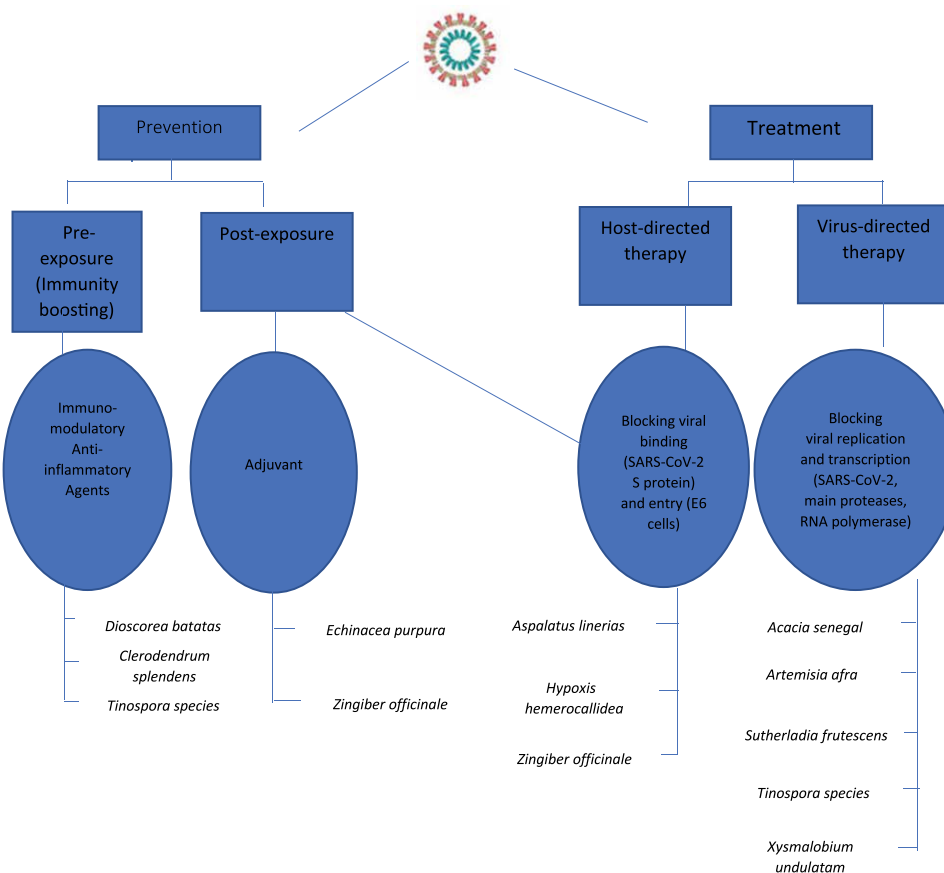 Prevention
Treatment
Pre-
exposure
(Immunity
boosting)
Post-exposure
Host-directed
therapy
Virus-directed
therapy
Immuno-
modulatory
Anti-
inflammatory
Agents
Adjuvant
Blocking viral
binding
(SARS-CoV-2
S protein)
and entry (E6
cells)
Blocking
viral replication
and transcription
(SARS-CoV-2,
main proteases,
RNA polymerase)
Dioscorea batatas
Clerodendrum
splendens
Tinospora species
Echinacea purpura
Zingiber officinale
Aspalatus linerias
Hypoxis
hemerocallidea
Zingiber officinale
Acacia senegal
Artemisia afra
Sutherladia frutescens
Tinospora species
Xysmalobium
undulatam